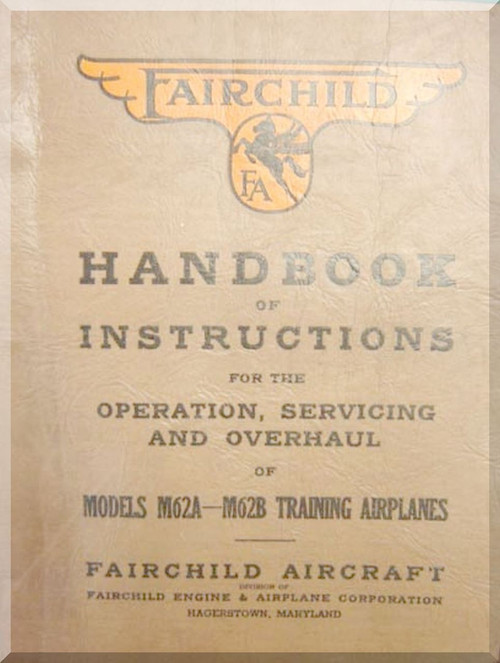 FAIRCHILD
FA
HANDBOOK
OF
INSTRUCTIONS
FOR THE
OPERATION, SERVICING
AND OVERHAUL
OF
MODELS M62A—M62B TRAINING AIRPLANES
FAIRCHILD AIRCRAFT
DIVISION OF
FAIRCHILD ENGINE & AIRPLANE CORPORATION
HAGERSTOWN, MARYLAND